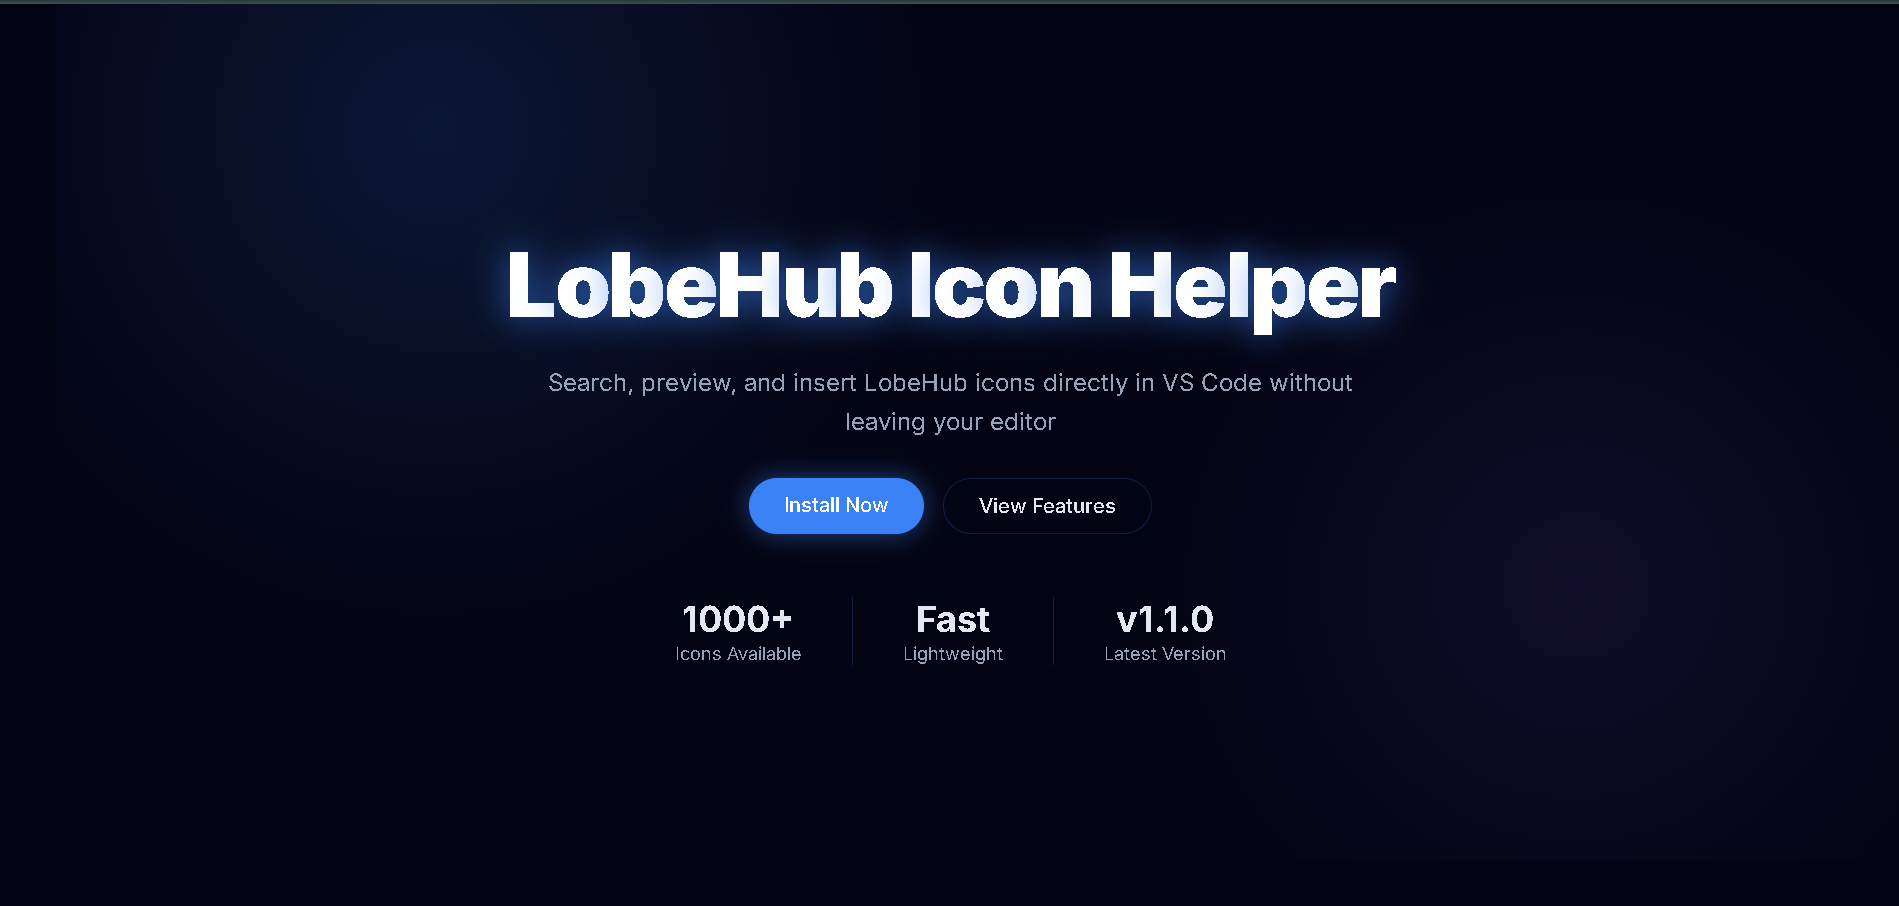 LobeHub Icon Helper
Search, preview, and insert LobeHub icons directly in VS Code without
leaving your editor
Install Now
View Features
1000+
Icons Available
Fast
Lightweight
v1.1.0
Latest Version